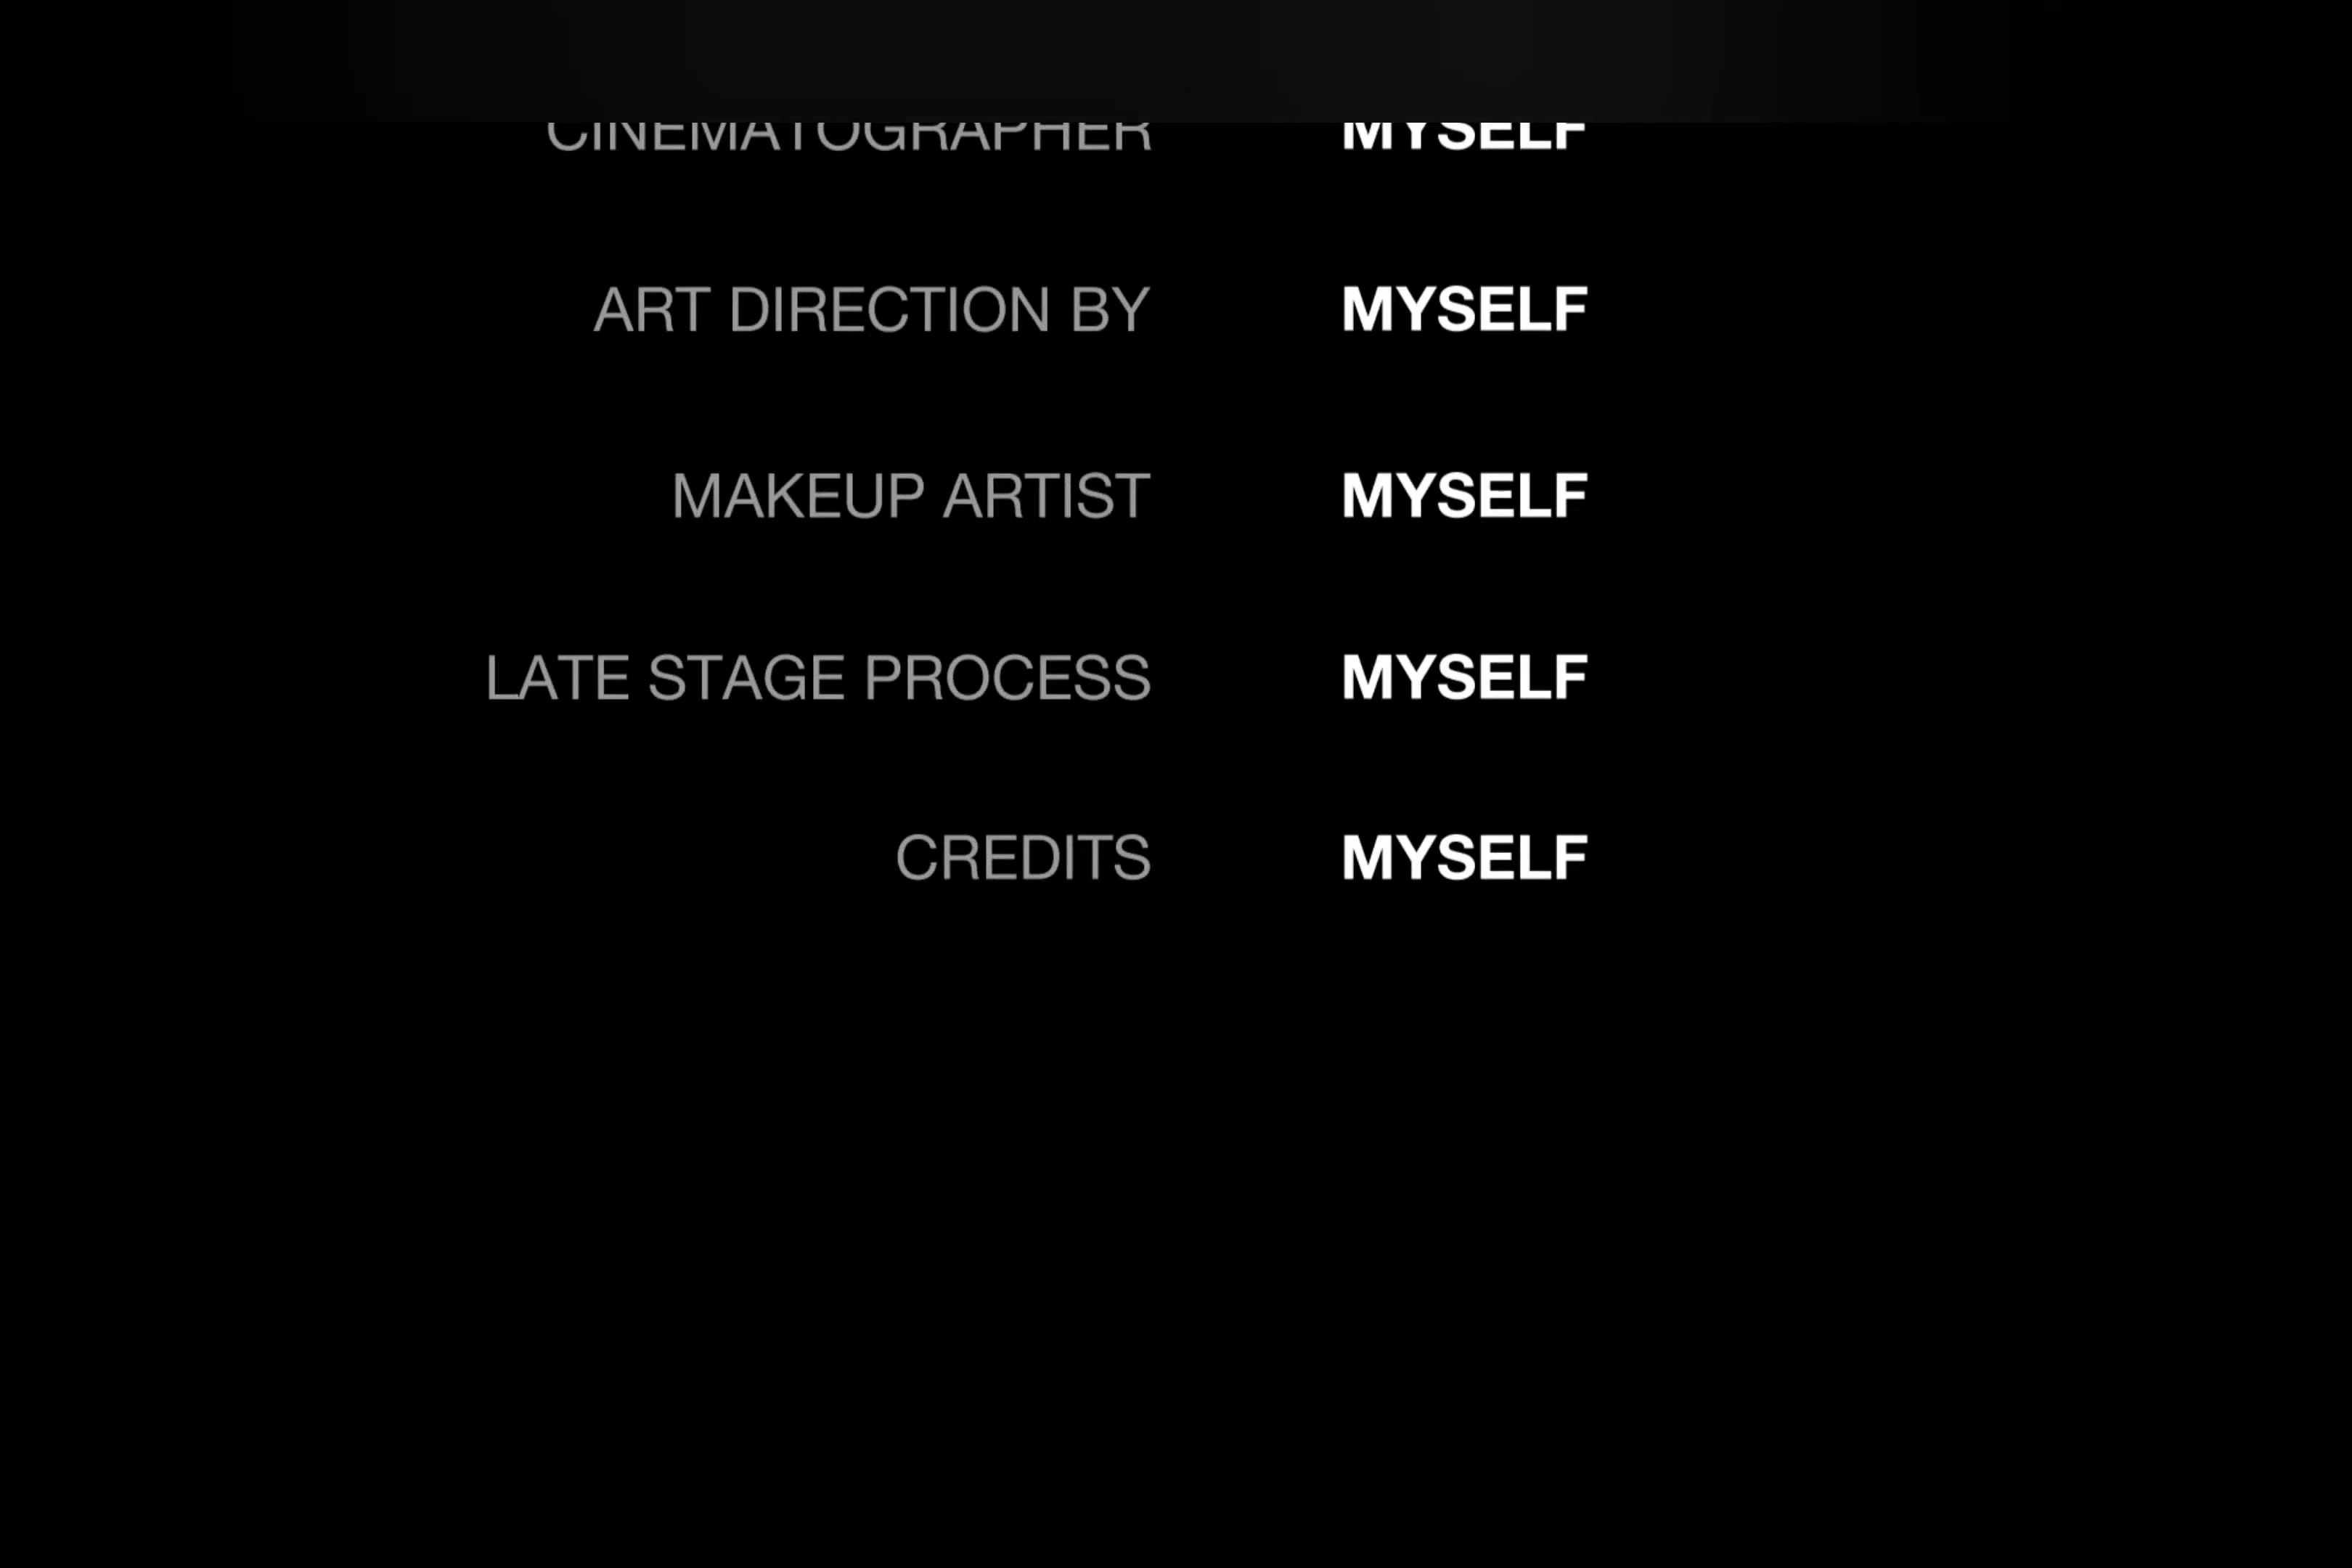 CINEMATOGRAPHER MYSELF
ART DIRECTION BY MYSELF
MAKEUP ARTIST MYSELF
LATE STAGE PROCESS MYSELF
CREDITS MYSELF